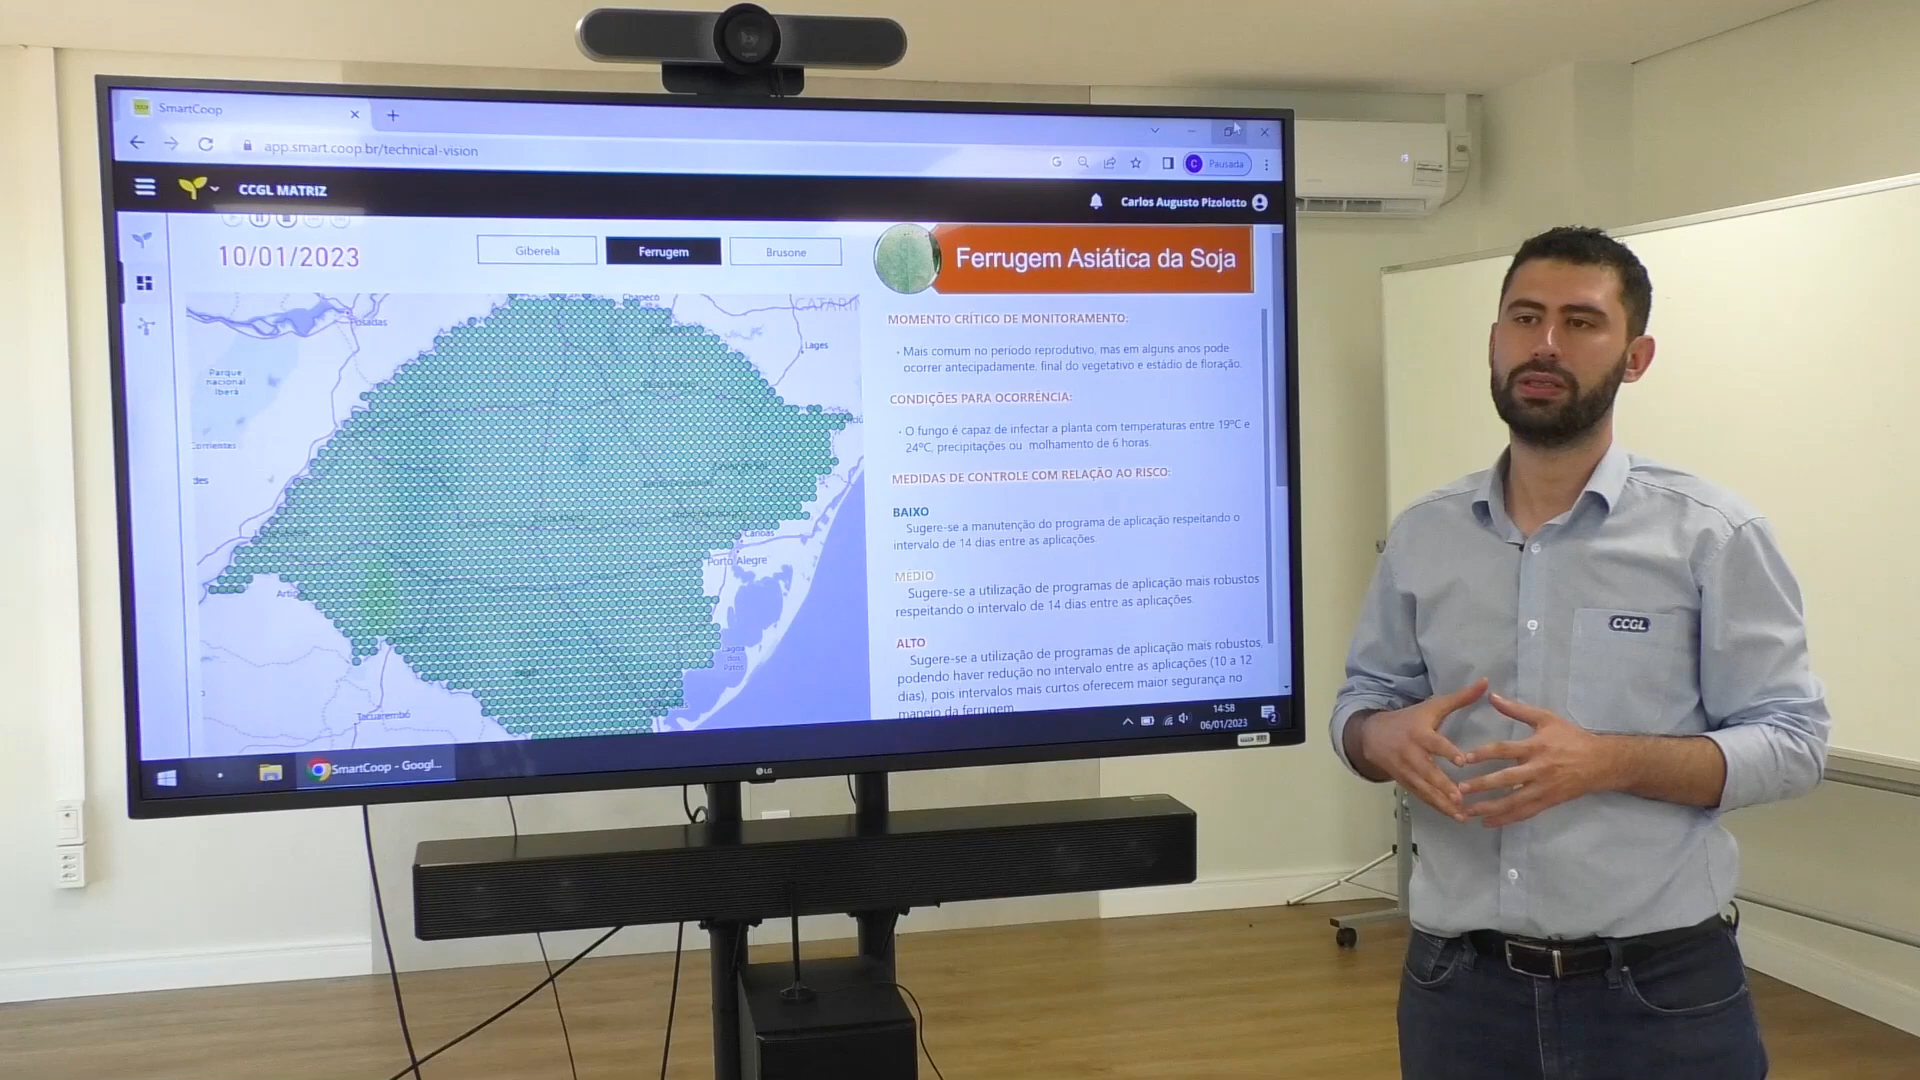 SmartCoop
app.smart.coop.br/technical-vision
G
C Pausada
CCGL MATRIZ
Carlos Augusto Pizolotto
10/01/2023
Giberela
Ferrugem
Brusone
Ferrugem Asiática da Soja
MOMENTO CRÍTICO DE MONITORAMENTO:
· Mais comum no período reprodutivo, mas em alguns anos pode
ocorrer antecipadamente, final do vegetativo e estádio de floração.
CONDIÇÕES PARA OCORRÊNCIA:
· O fungo é capaz de infectar a planta com temperaturas entre 19ºC e
24ºC, precipitações ou molhamento de 6 horas.
MEDIDAS DE CONTROLE COM RELAÇÃO AO RISCO:
BAIXO
Sugere-se a manutenção do programa de aplicação respeitando o
intervalo de 14 dias entre as aplicações
MÉDIO
Sugere-se a utilização de programas de aplicação mais robustos
respeitando o intervalo de 14 dias entre as aplicações.
ALTO
Sugere-se a utilização de programas de aplicação mais robustos,
podendo haver redução no intervalo entre as aplicações (10 a 12
dias), pois intervalos mais curtos oferecem maior segurança no
manejo da ferrugem
Chapecó
CATARI
Posadas
Lages
Parque
nacional
Iberá
Corrientes
des
Canoas
Porto Alegre
Arti
Lagoa
dos
Patos
Tacuarembó
SmartCoop - Googl...
14:58
06/01/2023
2
LG
CCGL